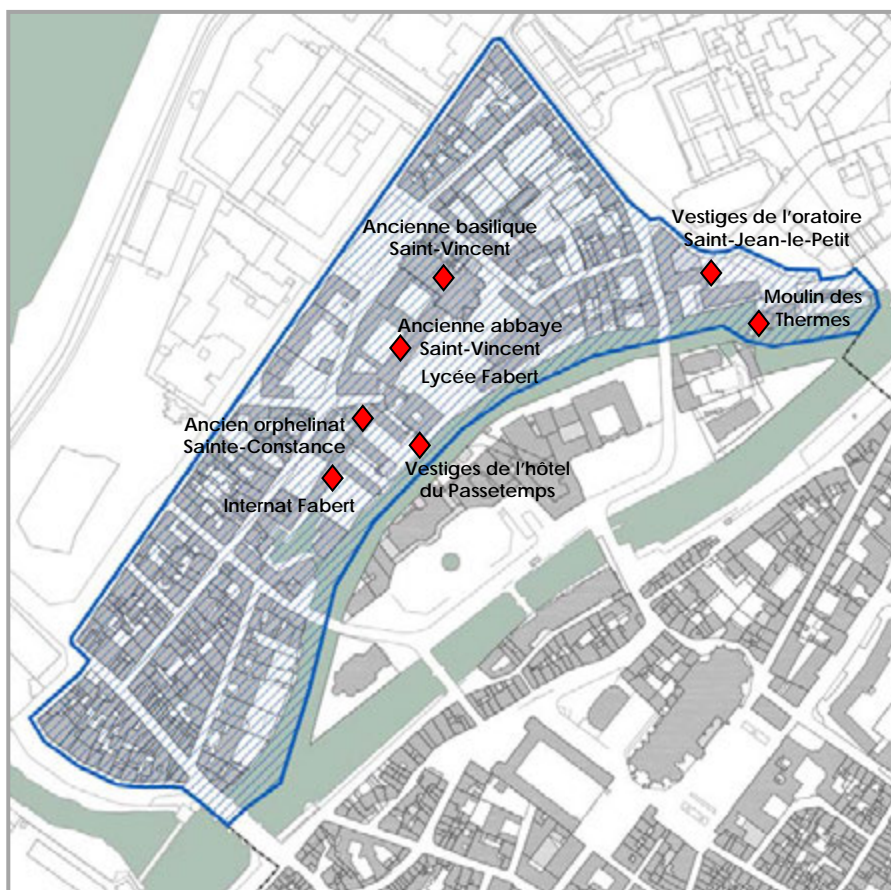 Ancienne basilique
Saint-Vincent
Vestiges de l'oratoire
Saint-Jean-le-Petit
Moulin des
Thermes
Ancienne abbaye
Saint-Vincent
Lycée Fabert
Ancien orphelinat
Sainte-Constance
Vestiges de l'hôtel
du Passetemps
Internat Fabert